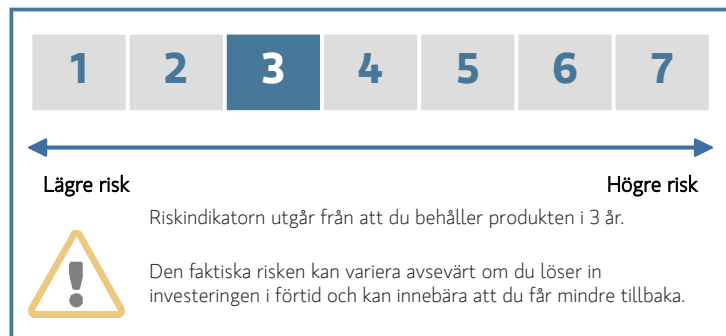 1 2 3 4 5 6 7
Lägre risk Högre risk
Riskindikatorn utgår från att du behåller produkten i 3 år.
Den faktiska risken kan variera avsevärt om du löser in
investeringen i förtid och kan innebära att du får mindre tillbaka.